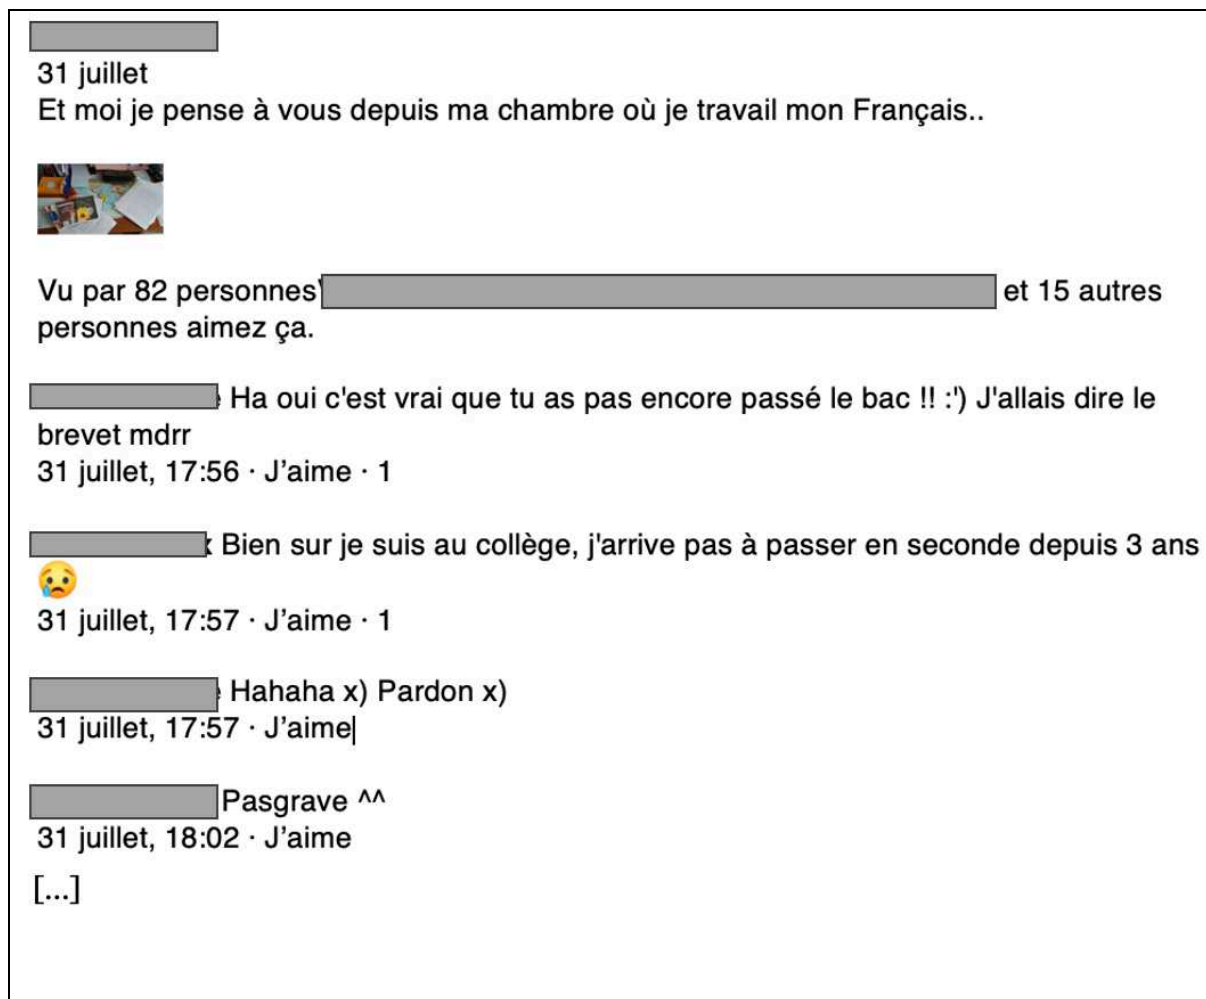 31 juillet
Et moi je pense à vous depuis ma chambre où je travail mon Français..
Vu par 82 personnes et 15 autres
personnes aimez ça.
Ha oui c'est vrai que tu as pas encore passé le bac !! :') J'allais dire le
brevet mdrr
31 juillet, 17:56 · J’aime · 1
Bien sur je suis au collège, j'arrive pas à passer en seconde depuis 3 ans
😢
31 juillet, 17:57 · J’aime · 1
Hahaha x) Pardon x)
31 juillet, 17:57 · J’aime
Pasgrave ^^
31 juillet, 18:02 · J’aime
[...]